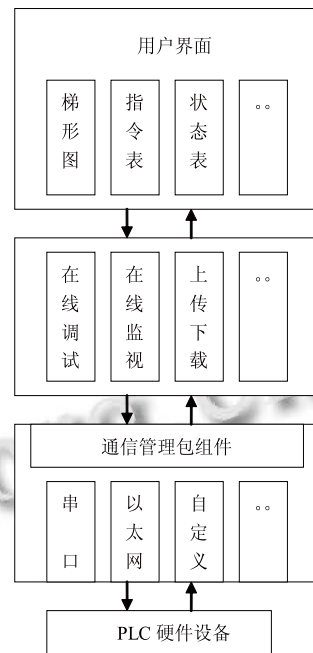 用户界面
梯形图
指令表
状态表
。。
在线调试
在线监视
上传下载
。。
通信管理包组件
串口
以太网
自定义
。。
PLC 硬件设备